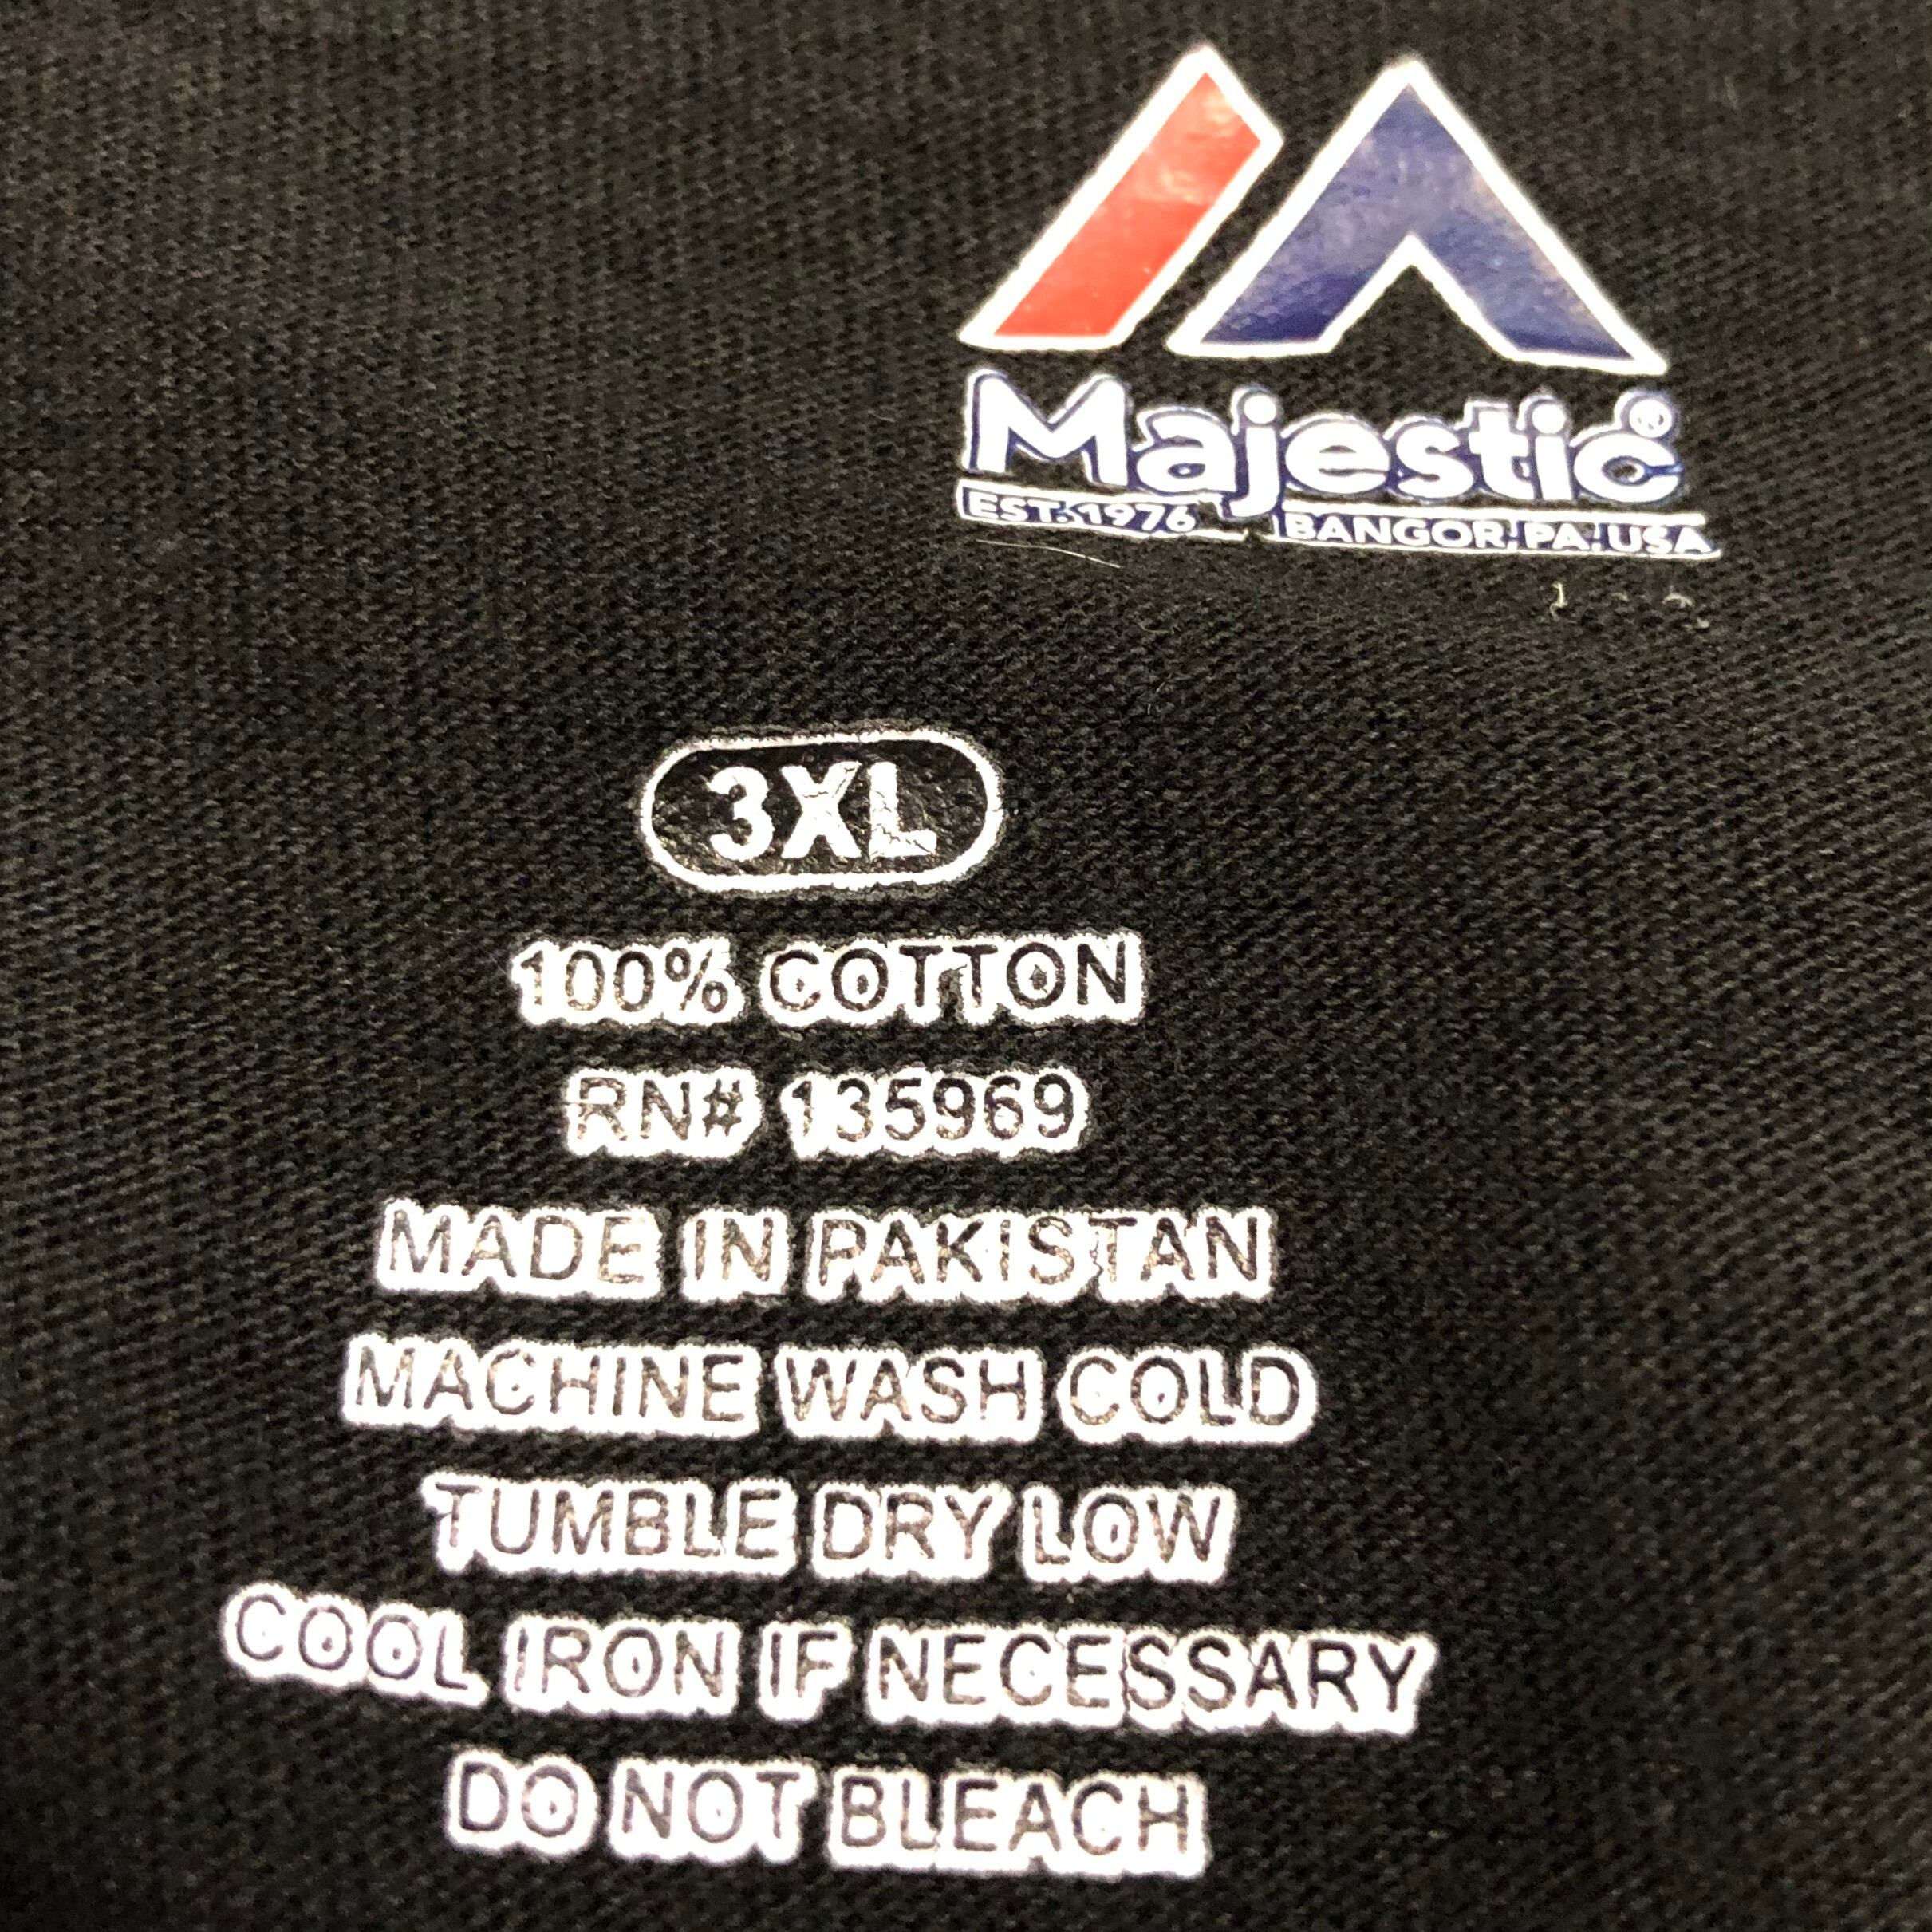 Majestic®
EST. 1976 BANGOR, PA, USA
3XL
100% COTTON
RN# 135969
MADE IN PAKISTAN
MACHINE WASH COLD
TUMBLE DRY LOW
COOL IRON IF NECESSARY
DO NOT BLEACH